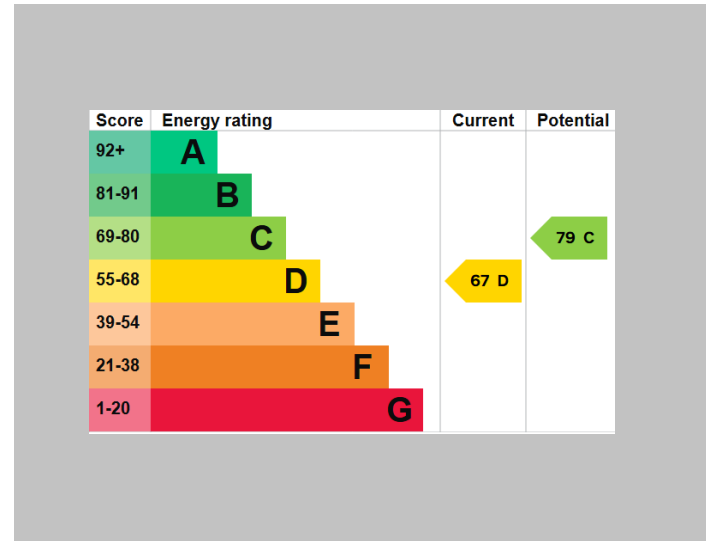 Score Energy rating Current Potential
92+ A
81-91 B
69-80 C 79 C
55-68 D 67 D
39-54 E
21-38 F
1-20 G